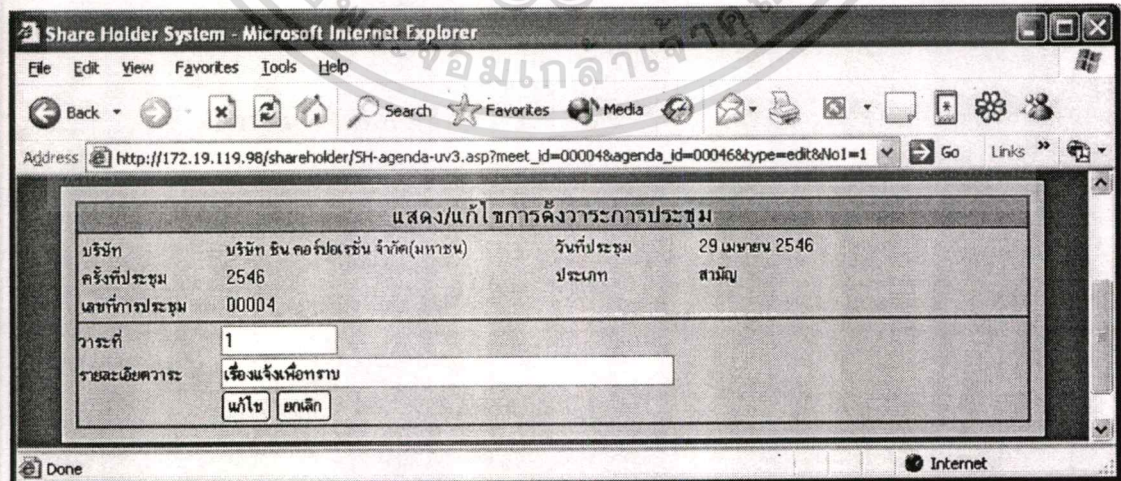 Share Holder System - Microsoft Internet Explorer
File Edit View Favorites Tools Help
Back Search Favorites Media
Address http://172.19.119.98/shareholder/SH-agenda-uv3.asp?meet_id=00004&agenda_id=00046&type=edit&No1=1 Go Links »
แสดง/แก้ไขการตั้งวาระการประชุม
บริษัท บริษัท ชิน คอร์ปอเรชั่น จำกัด(มหาชน) วันที่ประชุม 29 เมษายน 2546
ครั้งที่ประชุม 2546 ประเภท สามัญ
เลขที่การประชุม 00004
วาระที่ 1
รายละเอียดวาระ เรื่องแจ้งเพื่อทราบ
แก้ไข ยกเลิก
Done Internet